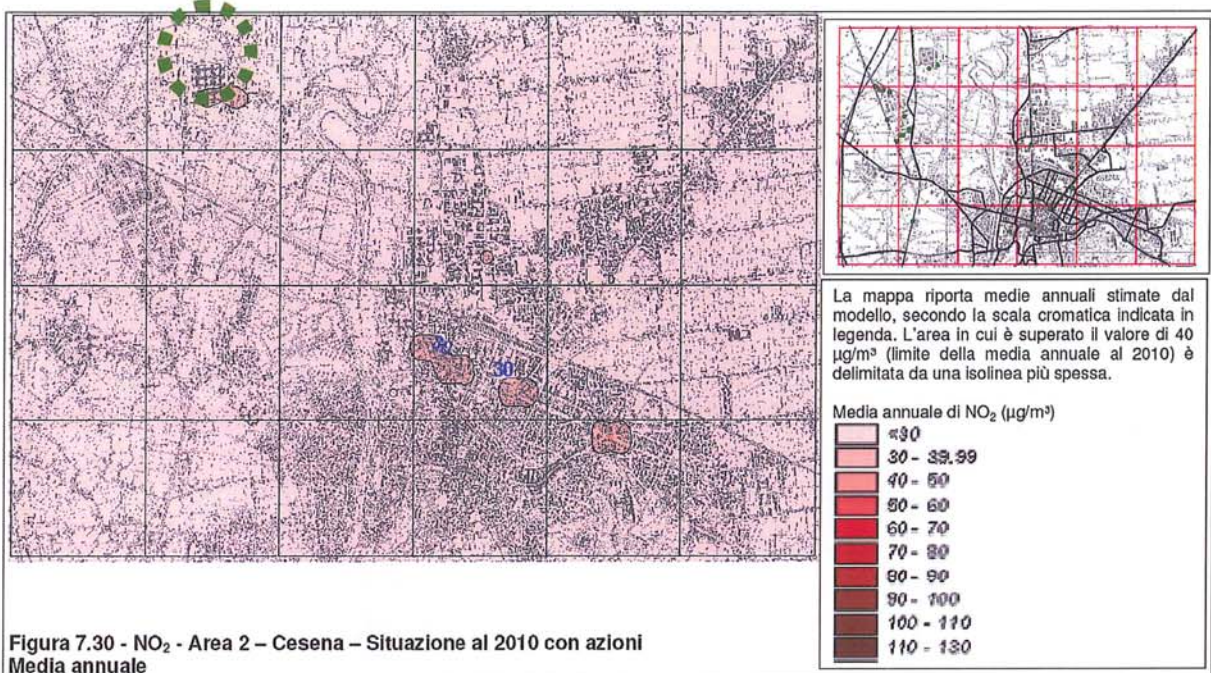 30
30
La mappa riporta medie annuali stimate dal
modello, secondo la scala cromatica indicata in
legenda. L'area in cui è superato il valore di 40
µg/m³ (limite della media annuale al 2010) è
delimitata da una isolinea più spessa.
Media annuale di NO₂ (µg/m³)
<30
30 - 39.99
40 - 50
50 - 60
60 - 70
70 - 80
80 - 90
90 - 100
100 - 110
110 - 130
Figura 7.30 - NO₂ - Area 2 – Cesena – Situazione al 2010 con azioni
Media annuale